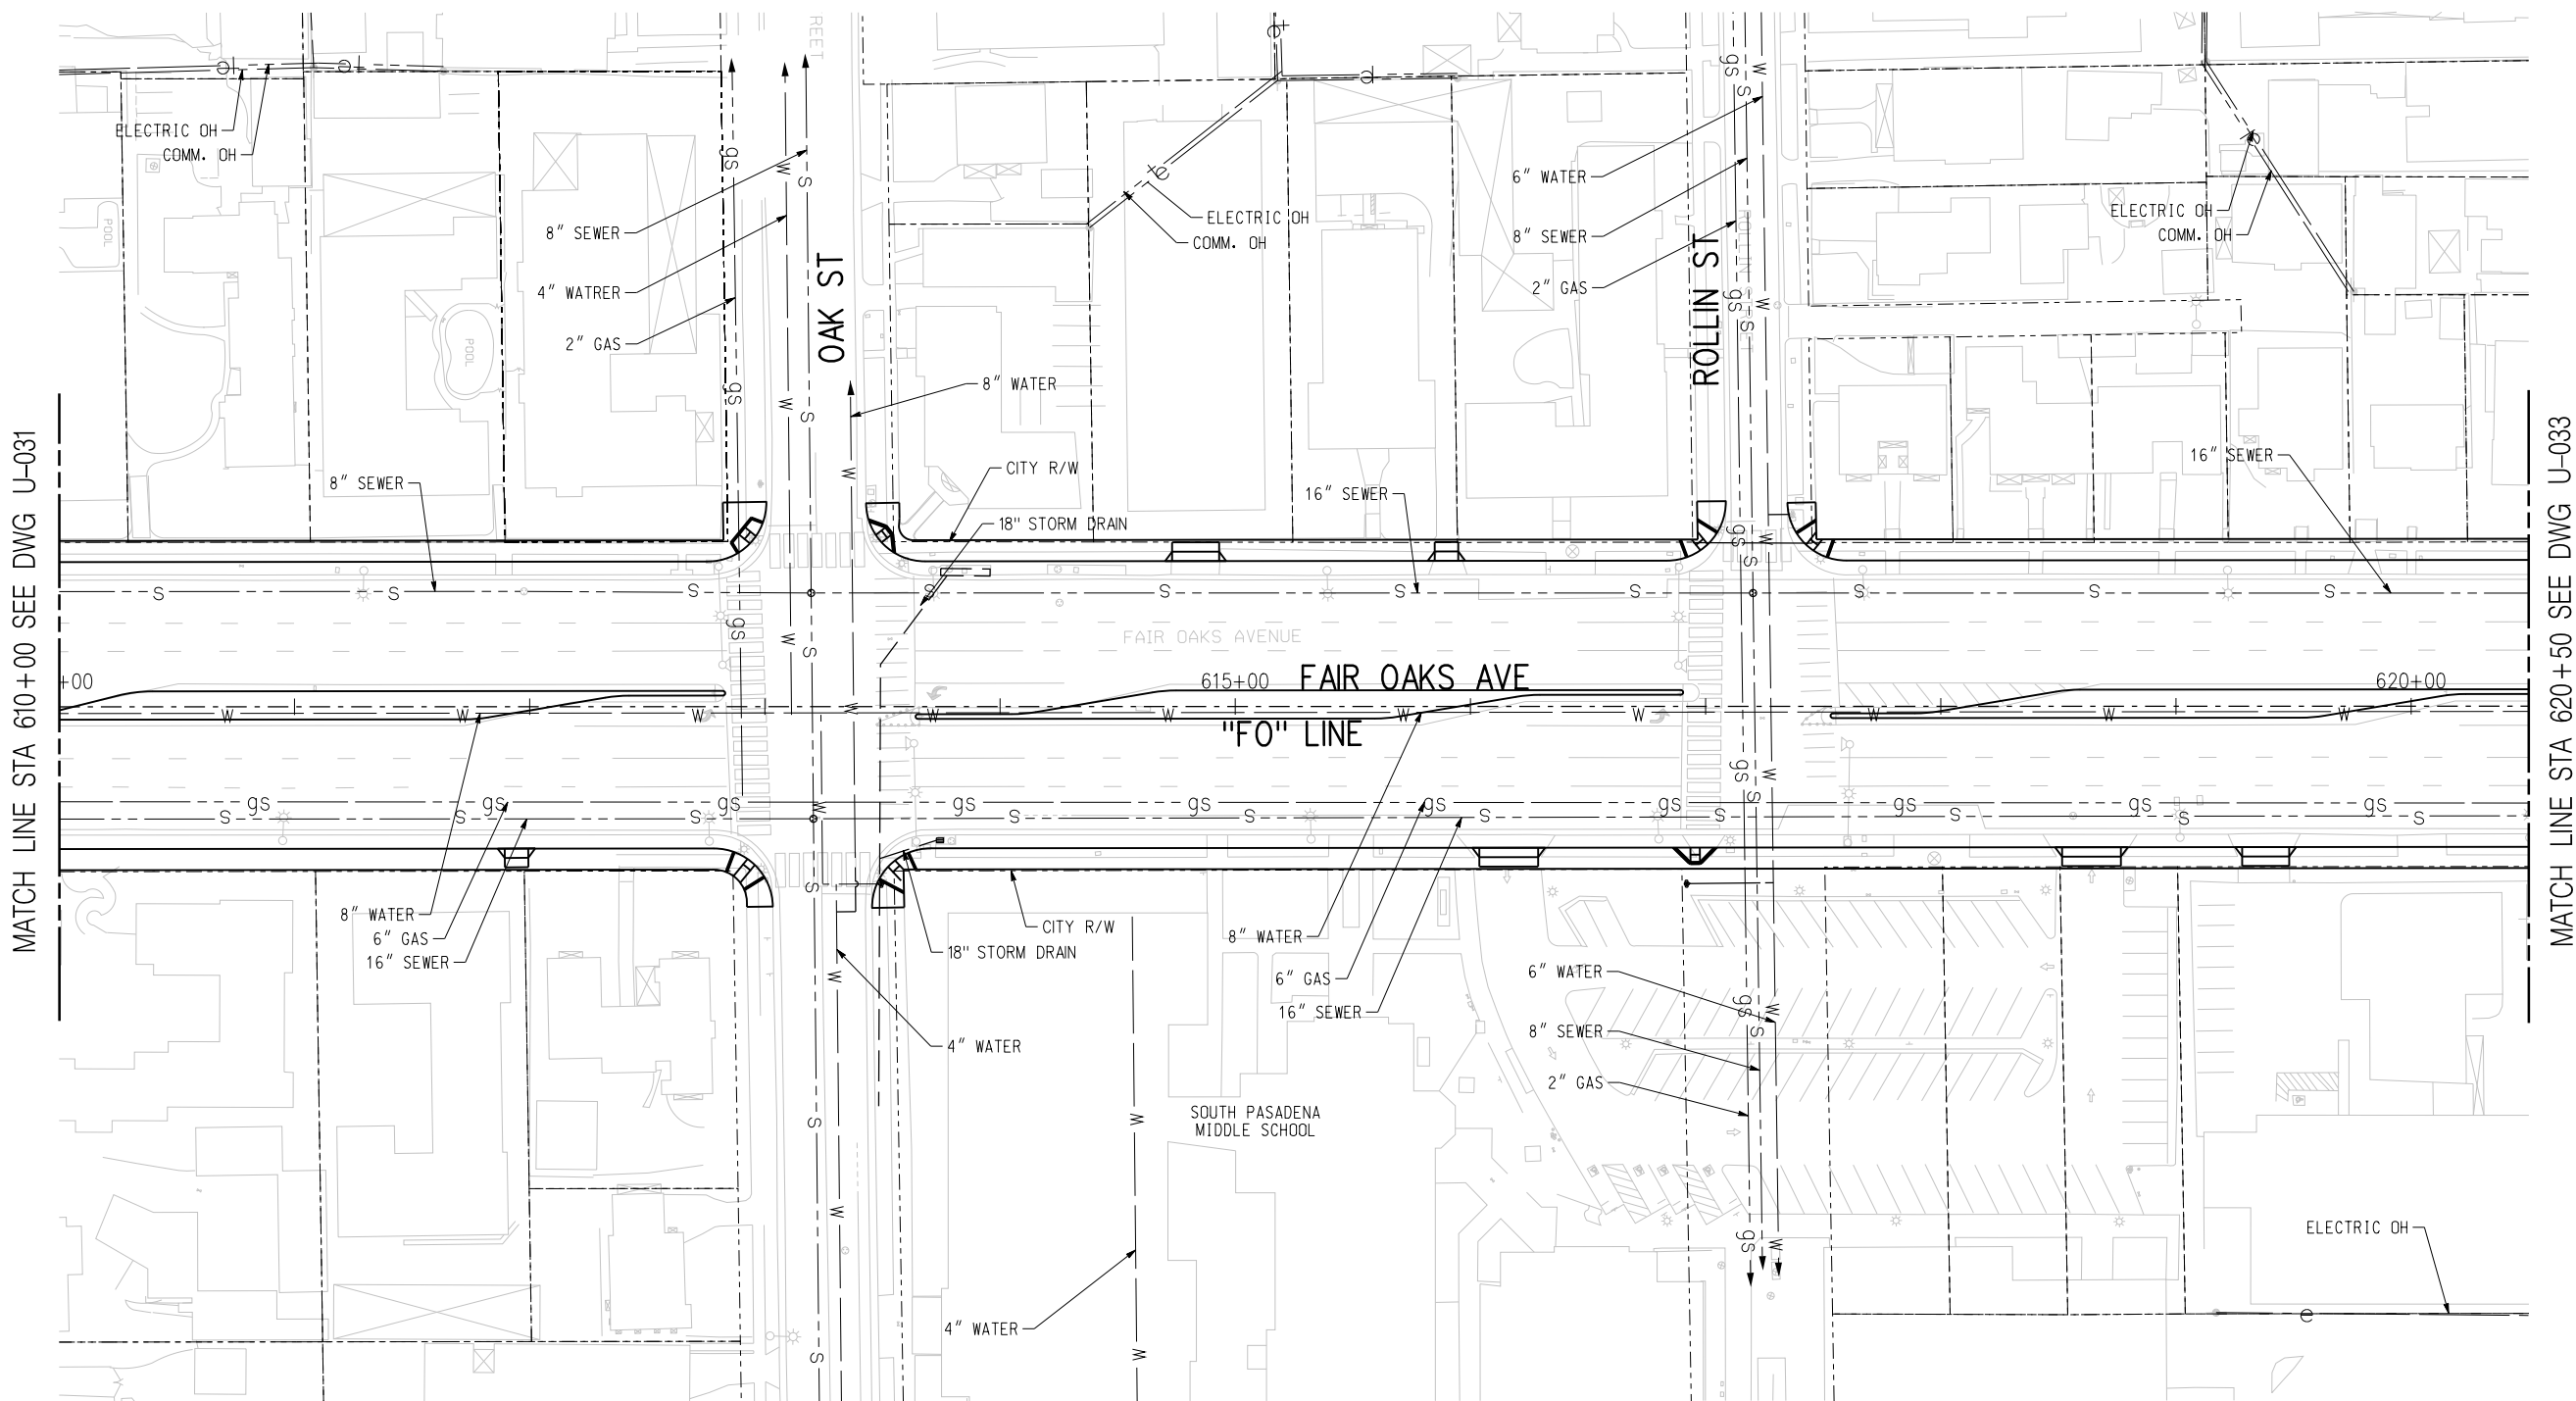 REET
ELECTRIC OH
COMM. OH
8" SEWER
4" WATRER
2" GAS
OAK ST
8" WATER
ELECTRIC OH
COMM. OH
6" WATER
8" SEWER
2" GAS
ROLLIN ST
ROLLIN
ELECTRIC OH
COMM. OH
POOL
POOL
8" SEWER
CITY R/W
18" STORM DRAIN
16" SEWER
16" SEWER
MATCH LINE STA 610+00 SEE DWG U-031
MATCH LINE STA 620+50 SEE DWG U-033
FAIR OAKS AVENUE
+00
615+00
FAIR OAKS AVE
620+00
"FO" LINE
8" WATER
6" GAS
16" SEWER
CITY R/W
18" STORM DRAIN
4" WATER
8" WATER
6" GAS
16" SEWER
6" WATER
8" SEWER
2" GAS
SOUTH PASADENA
MIDDLE SCHOOL
ELECTRIC OH
4" WATER